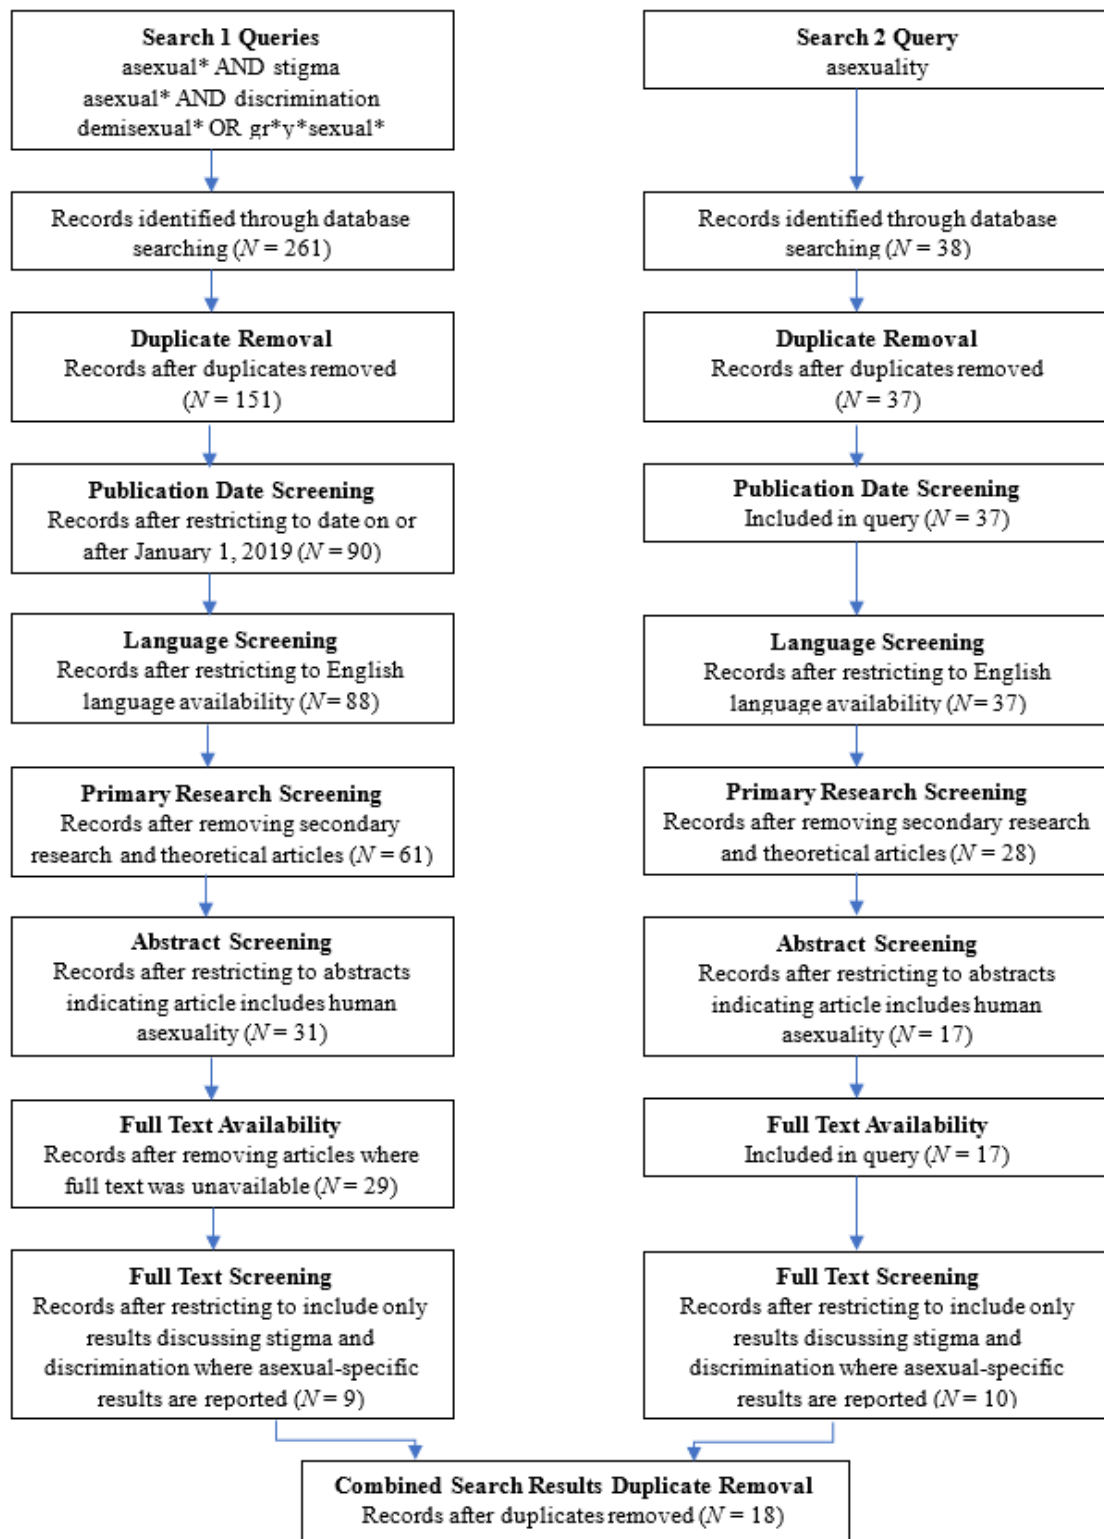 Search 1 Queries
asexual* AND stigma
asexual* AND discrimination
demisexual* OR gr*y*sexual*
Records identified through database
searching (N = 261)
Duplicate Removal
Records after duplicates removed
(N = 151)
Publication Date Screening
Records after restricting to date on or
after January 1, 2019 (N = 90)
Language Screening
Records after restricting to English
language availability (N = 88)
Primary Research Screening
Records after removing secondary
research and theoretical articles (N = 61)
Abstract Screening
Records after restricting to abstracts
indicating article includes human
asexuality (N = 31)
Full Text Availability
Records after removing articles where
full text was unavailable (N = 29)
Full Text Screening
Records after restricting to include only
results discussing stigma and
discrimination where asexual-specific
results are reported (N = 9)
Search 2 Query
asexuality
Records identified through database
searching (N = 38)
Duplicate Removal
Records after duplicates removed
(N = 37)
Publication Date Screening
Included in query (N = 37)
Language Screening
Records after restricting to English
language availability (N = 37)
Primary Research Screening
Records after removing secondary research
and theoretical articles (N = 28)
Abstract Screening
Records after restricting to abstracts
indicating article includes human
asexuality (N = 17)
Full Text Availability
Included in query (N = 17)
Full Text Screening
Records after restricting to include only
results discussing stigma and
discrimination where asexual-specific
results are reported (N = 10)
Combined Search Results Duplicate Removal
Records after duplicates removed (N = 18)